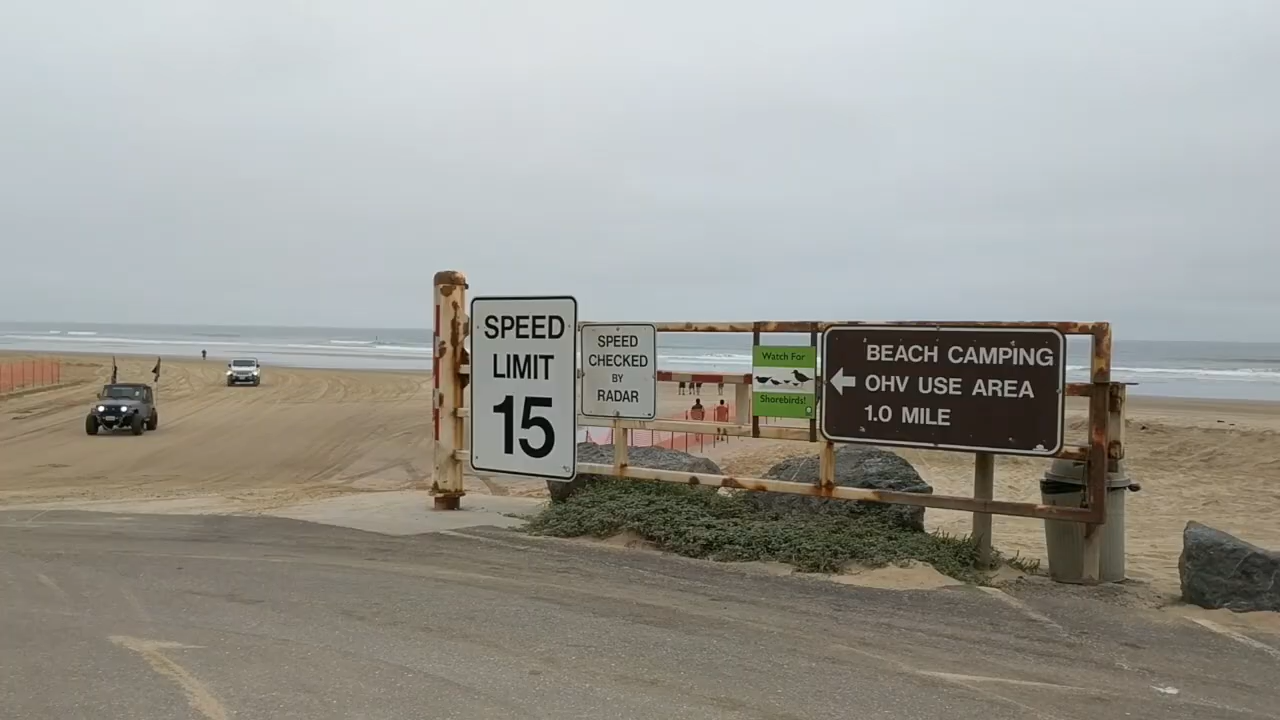 SPEED
LIMIT
15
SPEED
CHECKED
BY
RADAR
Watch For
Shorebirds!
BEACH CAMPING
OHV USE AREA
1.0 MILE